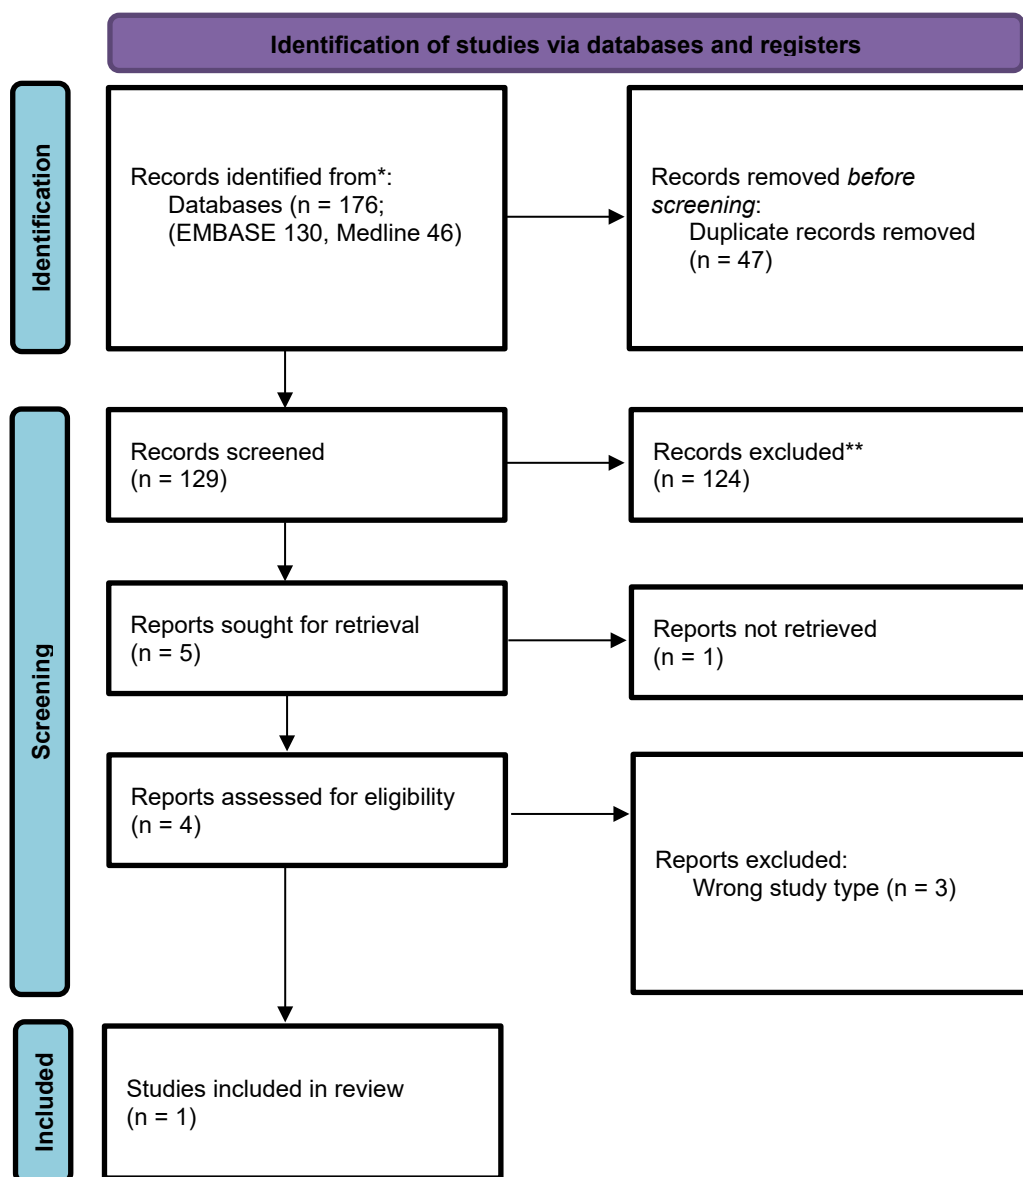 Identification of studies via databases and registers
Identification
Records identified from*:
Databases (n = 176;
(EMBASE 130, Medline 46)
Records removed before
screening:
Duplicate records removed
(n = 47)
Screening
Records screened
(n = 129)
Records excluded**
(n = 124)
Reports sought for retrieval
(n = 5)
Reports not retrieved
(n = 1)
Reports assessed for eligibility
(n = 4)
Reports excluded:
Wrong study type (n = 3)
Included
Studies included in review
(n = 1)